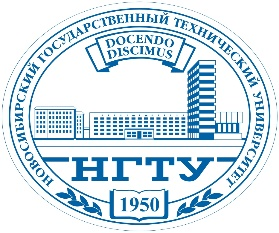 НОВОСИБИРСКИЙ ГОСУДАРСТВЕННЫЙ ТЕХНИЧЕСКИЙ УНИВЕРСИТЕТ
DOCENDO
DISCIMUS
НГТУ
1950